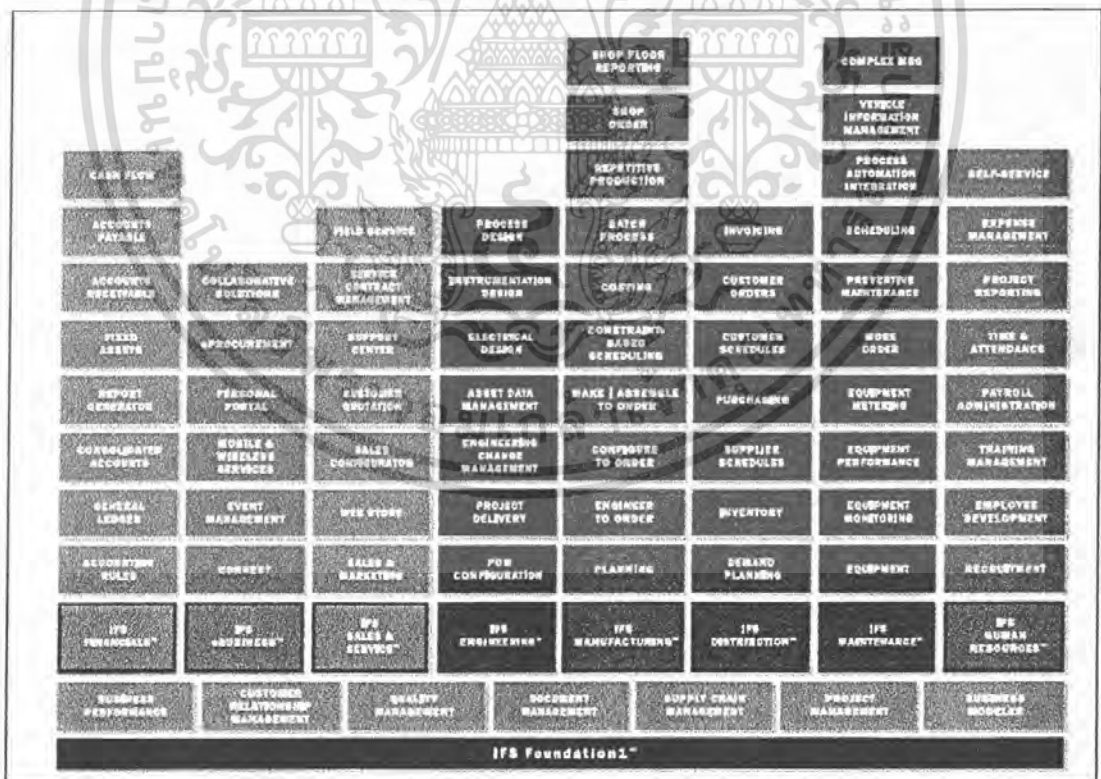 SHOP FLOOR
REPORTING
COMPLEX MRO
SHOP
ORDER
VEHICLE
INFORMATION
MANAGEMENT
CASH FLOW
REPETITIVE
PRODUCTION
PROCESS
AUTOMATION
INTEGRATION
SELF-SERVICE
ACCOUNTS
PAYABLE
FIELD SERVICE
PROCESS
DESIGN
BATCH
PROCESS
INVOICING
SCHEDULING
EXPENSE
MANAGEMENT
ACCOUNTS
RECEIVABLE
COLLABORATIVE
SOLUTIONS
SERVICE
CONTRACT
MANAGEMENT
INSTRUMENTATION
DESIGN
COSTING
CUSTOMER
ORDERS
PREVENTIVE
MAINTENANCE
PROJECT
REPORTING
FIXED
ASSETS
ePROCUREMENT
SUPPORT
CENTER
ELECTRICAL
DESIGN
CONSTRAINT-
BASED
SCHEDULING
CUSTOMER
SCHEDULES
WORK
ORDER
TIME &
ATTENDANCE
REPORT
GENERATOR
PERSONAL
PORTAL
CUSTOMER
QUOTATION
ASSET DATA
MANAGEMENT
MAKE / ASSEMBLE
TO ORDER
PURCHASING
EQUIPMENT
METERING
PAYROLL
ADMINISTRATION
CONSOLIDATED
ACCOUNTS
MOBILE &
WIRELESS
SERVICES
SALES
CONFIGURATOR
ENGINEERING
CHANGE
MANAGEMENT
CONFIGURE
TO ORDER
SUPPLIER
SCHEDULES
EQUIPMENT
PERFORMANCE
TRAINING
MANAGEMENT
GENERAL
LEDGER
EVENT
MANAGEMENT
WEB STORE
PROJECT
DELIVERY
ENGINEER
TO ORDER
INVENTORY
EQUIPMENT
MONITORING
EMPLOYEE
DEVELOPMENT
ACCOUNTING
RULES
CONNECT
SALES &
MARKETING
PDM
CONFIGURATION
PLANNING
DEMAND
PLANNING
EQUIPMENT
RECRUITMENT
IFS
FINANCIALS™
IFS
eBUSINESS™
IFS
SALES &
SERVICE™
IFS
ENGINEERING™
IFS
MANUFACTURING™
IFS
DISTRIBUTION™
IFS
MAINTENANCE™
IFS
HUMAN
RESOURCES™
BUSINESS
PERFORMANCE
CUSTOMER
RELATIONSHIP
MANAGEMENT
QUALITY
MANAGEMENT
DOCUMENT
MANAGEMENT
SUPPLY CHAIN
MANAGEMENT
PROJECT
MANAGEMENT
BUSINESS
MODELER
IFS Foundation1™